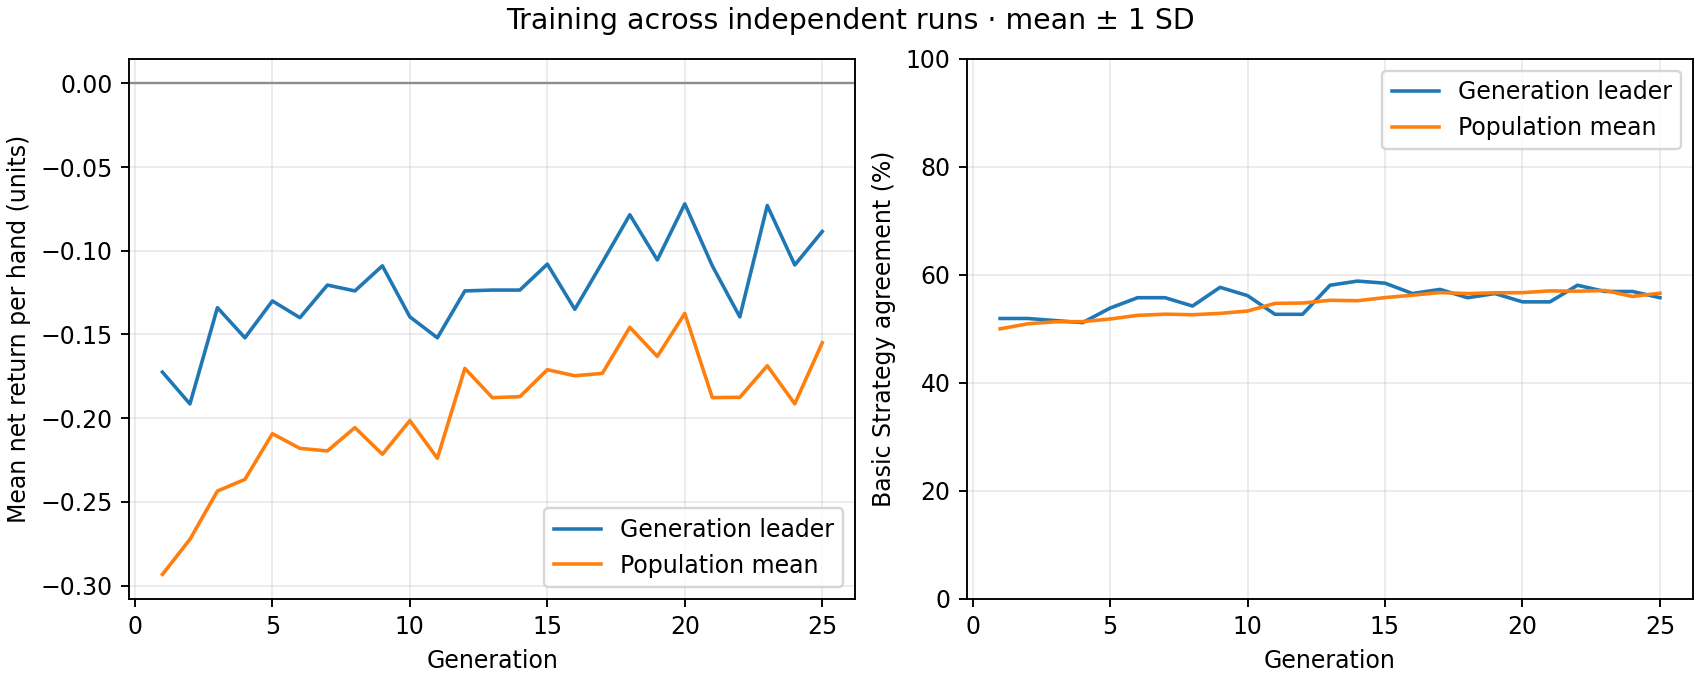 Training across independent runs · mean ± 1 SD
Mean net return per hand (units)
0.00
−0.05
−0.10
−0.15
−0.20
−0.25
−0.30
0
5
10
15
20
25
Generation
Generation leader
Population mean
Basic Strategy agreement (%)
100
80
60
40
20
0
0
5
10
15
20
25
Generation
Generation leader
Population mean